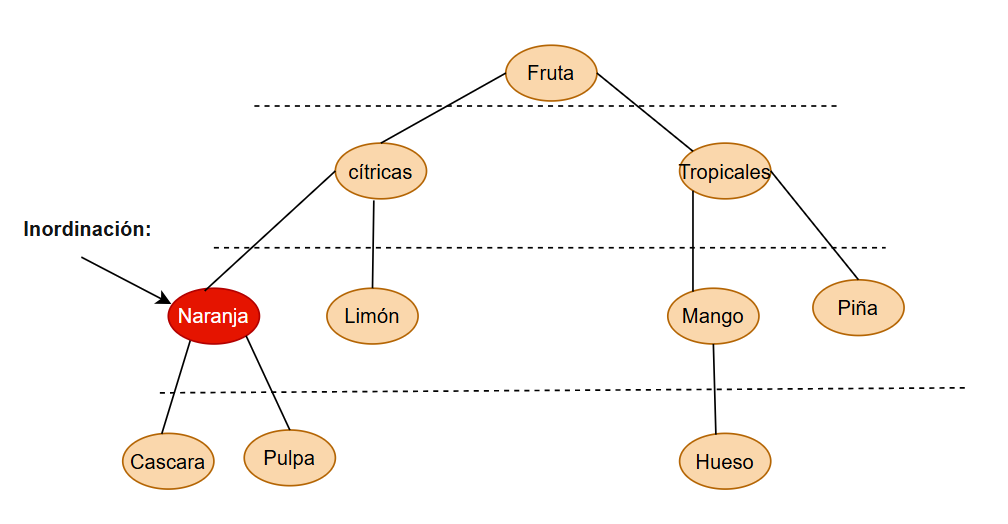 Fruta
cítricas
Tropicales
Inordinación:
Naranja
Limón
Mango
Piña
Cascara
Pulpa
Hueso